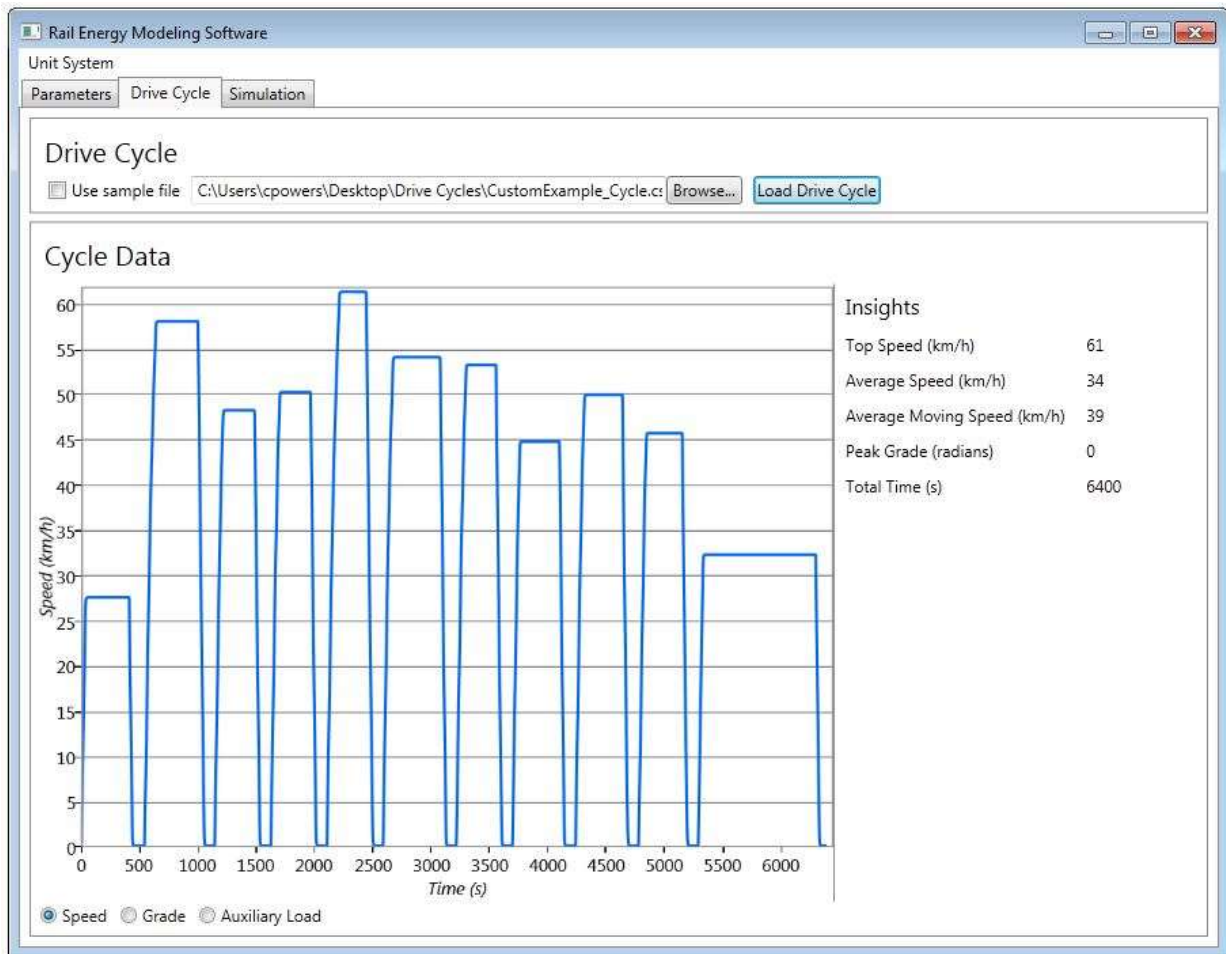 Rail Energy Modeling Software
Unit System
Parameters Drive Cycle Simulation
Drive Cycle
Use sample file C:\Users\cpowers\Desktop\Drive Cycles\CustomExample_Cycle.cs Browse... Load Drive Cycle
Cycle Data
60
55
50
45
40
35
30
25
20
15
10
5
0
Speed (km/h)
0 500 1000 1500 2000 2500 3000 3500 4000 4500 5000 5500 6000
Time (s)
Speed Grade Auxiliary Load
Insights
Top Speed (km/h) 61
Average Speed (km/h) 34
Average Moving Speed (km/h) 39
Peak Grade (radians) 0
Total Time (s) 6400